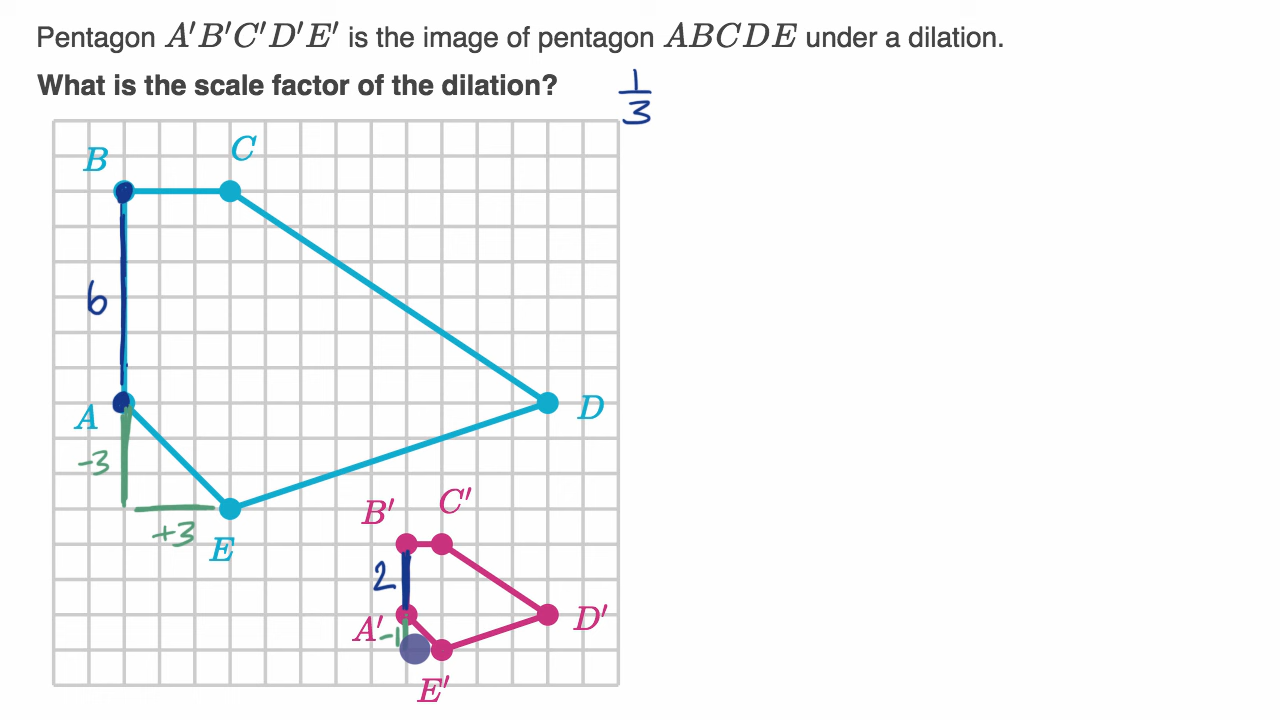 Pentagon A′B′C′D′E′ is the image of pentagon ABCDE under a dilation.
What is the scale factor of the dilation?
1
3
B
C
6
A
D
-3
+3
E
B′
C′
2
A′
-1
D′
E′